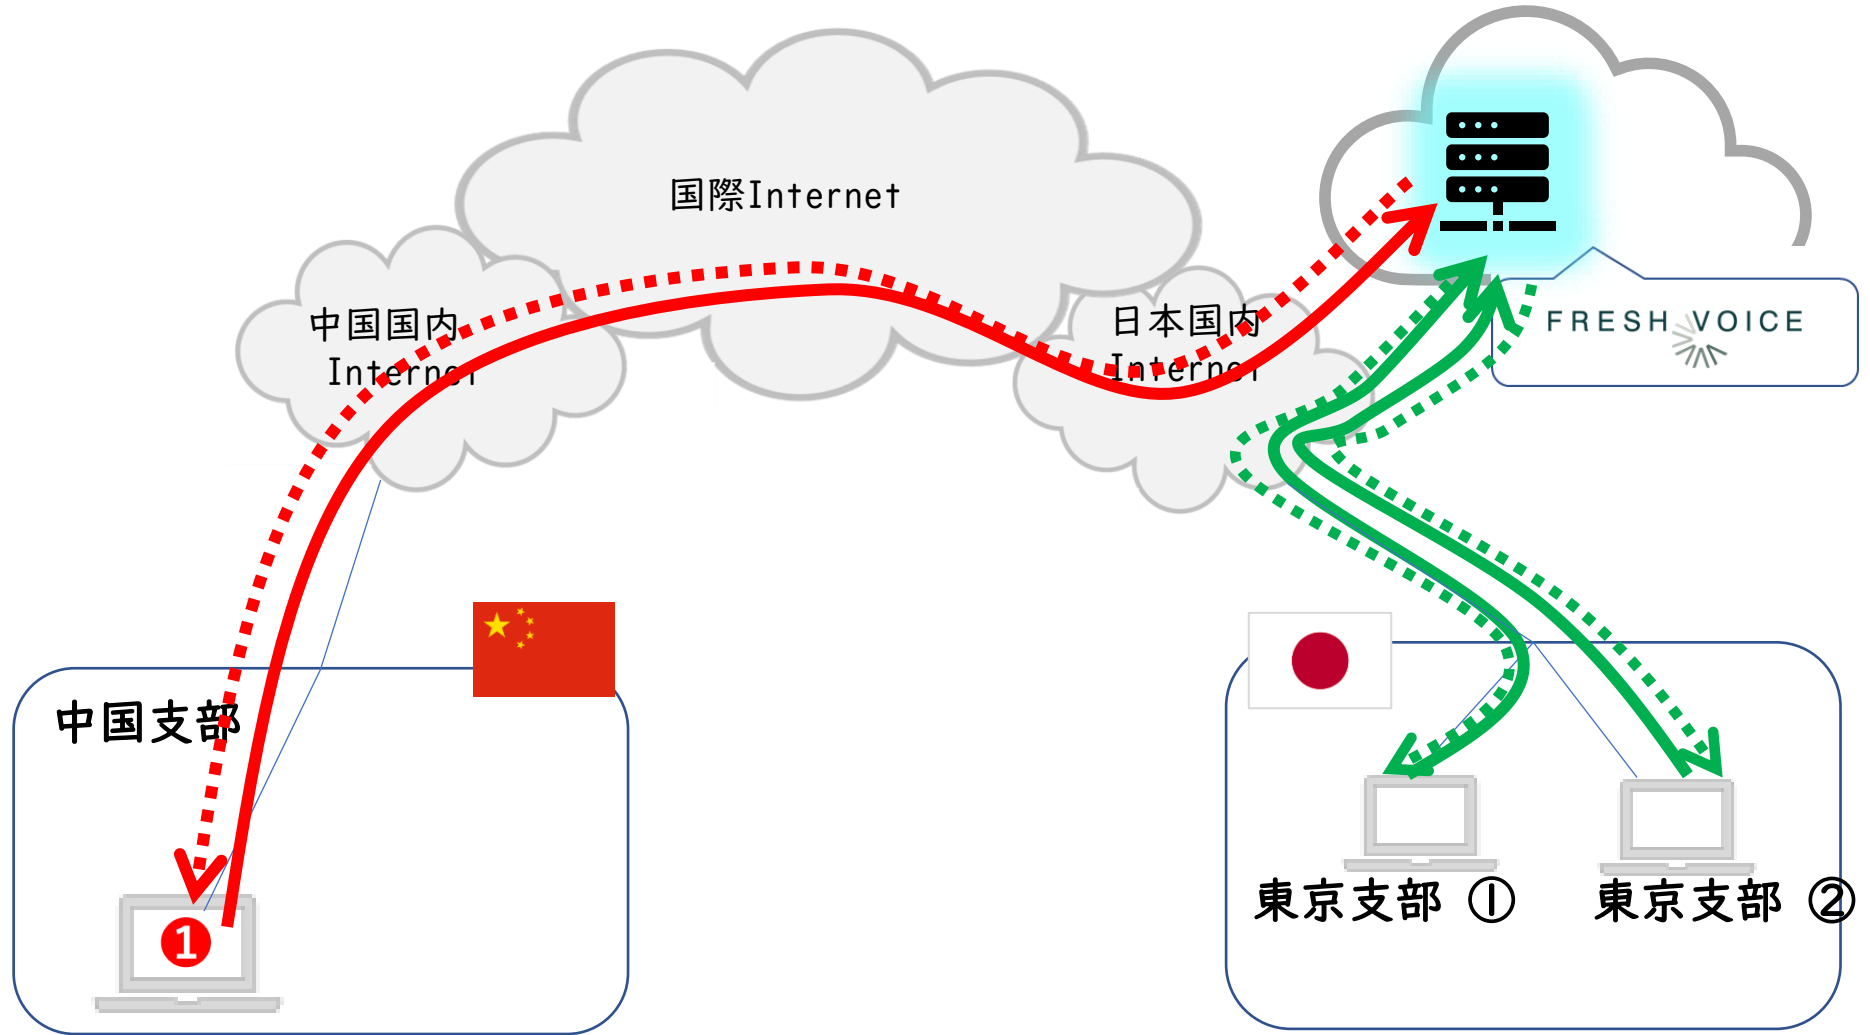 国際Internet
中国国内
Internet
日本国内
Internet
FRESH VOICE
中国支部
1
東京支部 ①
東京支部 ②